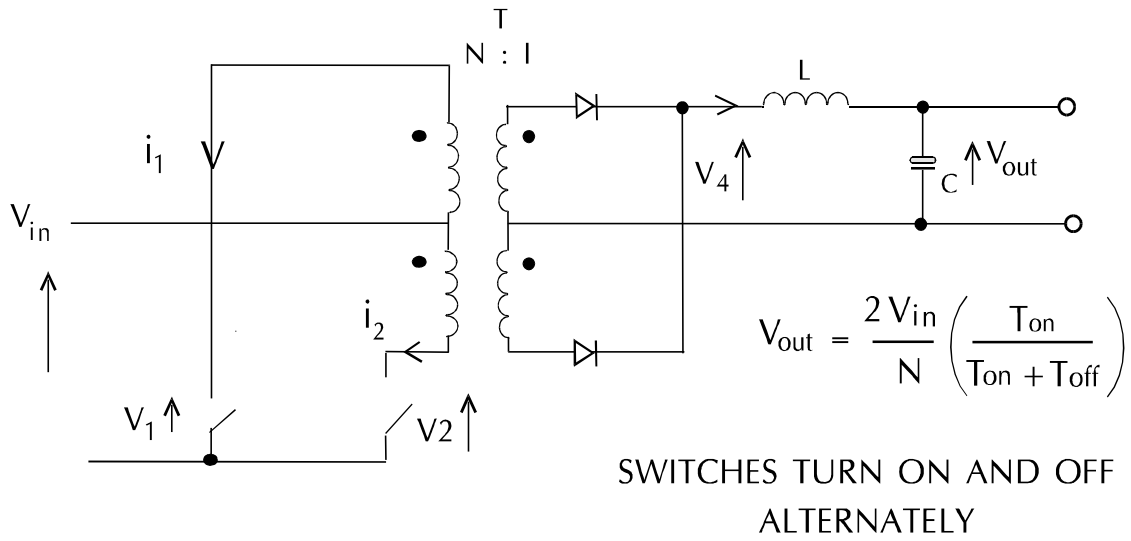 T
N : I
L
i1
V4
C
Vout
Vin
i2
Vout = 2 Vin / N ( Ton / Ton + Toff )
V1
V2
SWITCHES TURN ON AND OFF
ALTERNATELY